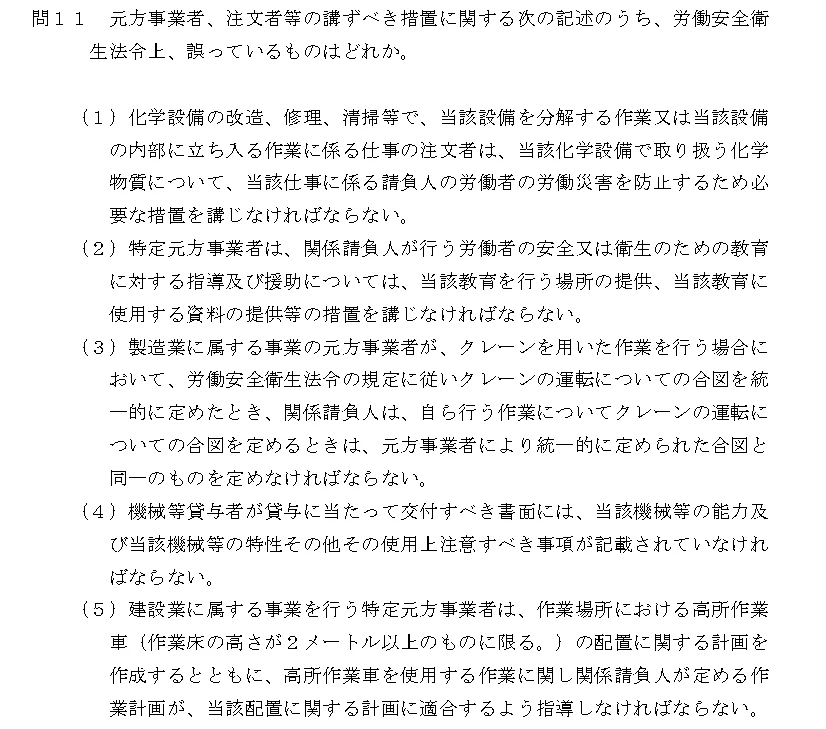 問１１　元方事業者、注文者等の講ずべき措置に関する次の記述のうち、労働安全衛
生法令上、誤っているものはどれか。
（１）化学設備の改造、修理、清掃等で、当該設備を分解する作業又は当該設備
の内部に立ち入る作業に係る仕事の注文者は、当該化学設備で取り扱う化学
物質について、当該仕事に係る請負人の労働者の労働災害を防止するため必
要な措置を講じなければならない。
（２）特定元方事業者は、関係請負人が行う労働者の安全又は衛生のための教育
に対する指導及び援助については、当該教育を行う場所の提供、当該教育に
使用する資料の提供等の措置を講じなければならない。
（３）製造業に属する事業の元方事業者が、クレーンを用いた作業を行う場合に
おいて、労働安全衛生法令の規定に従いクレーンの運転についての合図を統
一的に定めたとき、関係請負人は、自ら行う作業についてクレーンの運転に
ついての合図を定めるときは、元方事業者により統一的に定められた合図と
同一のものを定めなければならない。
（４）機械等貸与者が貸与に当たって交付すべき書面には、当該機械等の能力及
び当該機械等の特性その他その使用上注意すべき事項が記載されていなけれ
ばならない。
（５）建設業に属する事業を行う特定元方事業者は、作業場所における高所作業
車（作業床の高さが２メートル以上のものに限る。）の配置に関する計画を
作成するとともに、高所作業車を使用する作業に関し関係請負人が定める作
業計画が、当該配置に関する計画に適合するよう指導しなければならない。